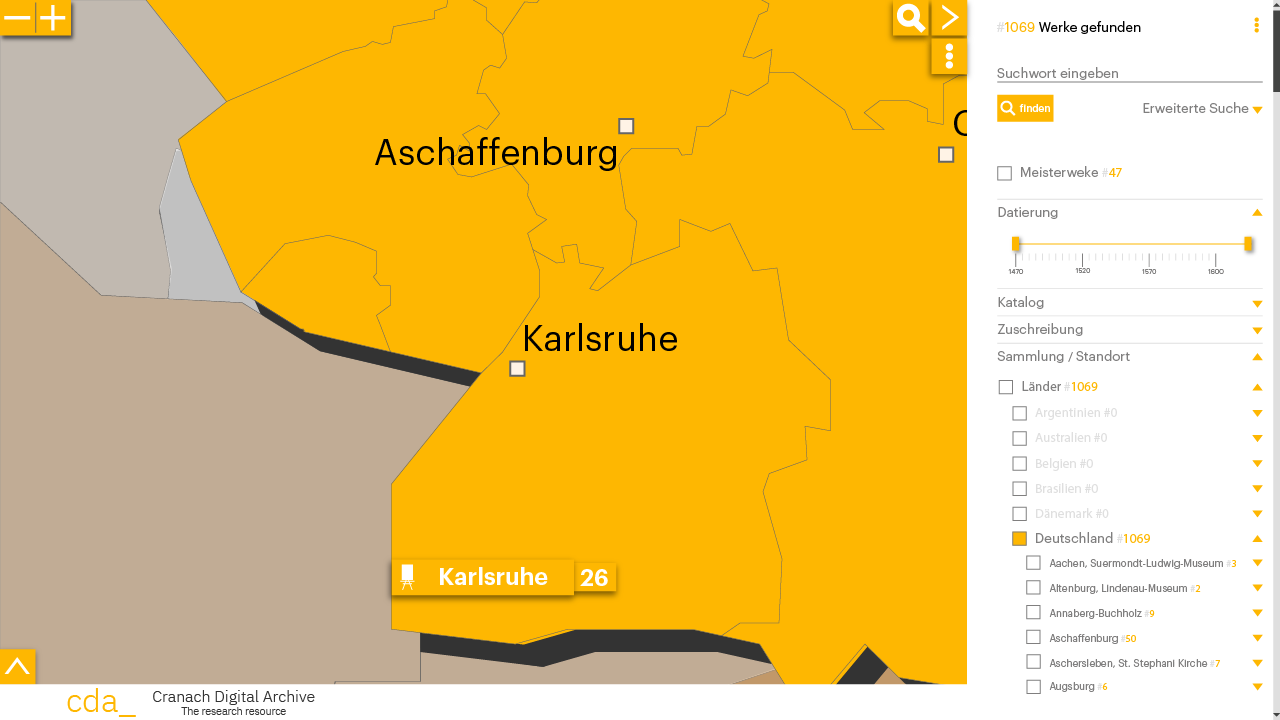 #1069 Werke gefunden
Suchwort eingeben
finden
Erweiterte Suche
Meisterweke #47
Datierung
1470 1520 1570 1600
Katalog
Zuschreibung
Sammlung / Standort
Länder #1069
Argentinien #0
Australien #0
Belgien #0
Brasilien #0
Dänemark #0
Deutschland #1069
Aachen, Suermondt-Ludwig-Museum #3
Altenburg, Lindenau-Museum #2
Annaberg-Buchholz #9
Aschaffenburg #50
Aschersleben, St. Stephani Kirche #7
Augsburg #6
Aschaffenburg
C
Karlsruhe
Karlsruhe 26
cda_
Cranach Digital Archive
The research resource